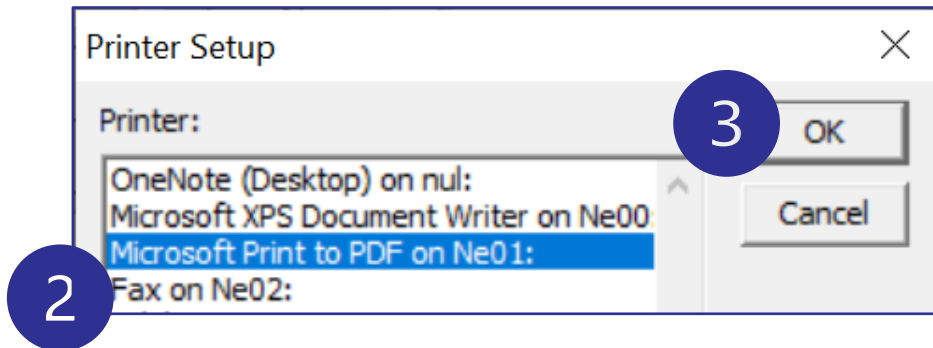 Printer Setup
Printer:
3
OK
OneNote (Desktop) on nul:
Microsoft XPS Document Writer on Ne00:
Cancel
Microsoft Print to PDF on Ne01:
Fax on Ne02:
2